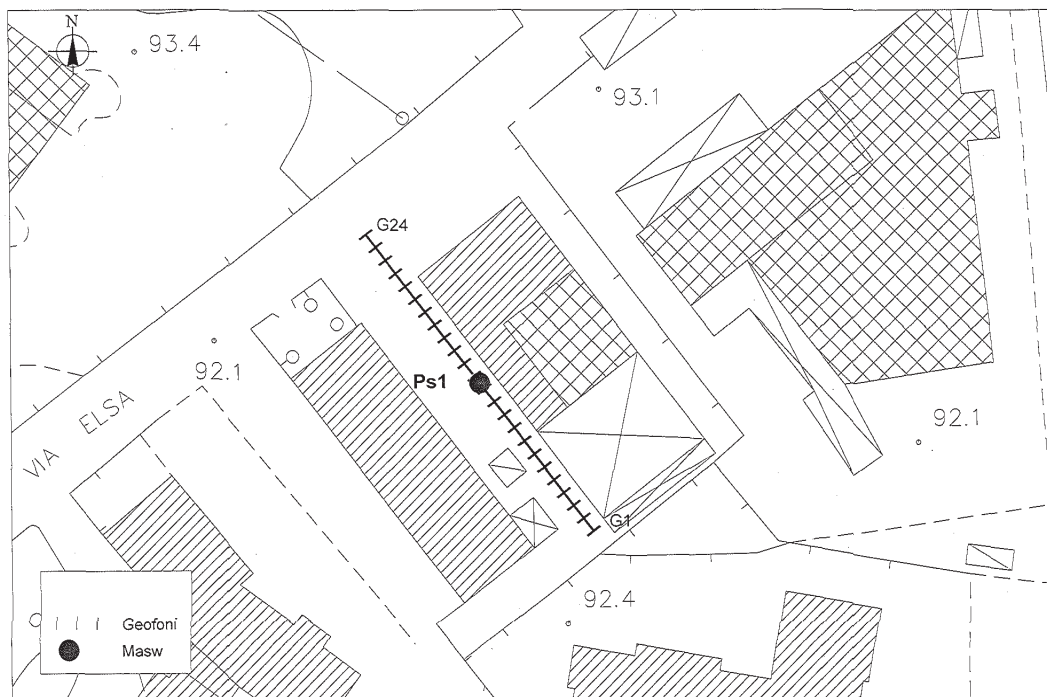 N
93.4
93.1
G24
Ps1
92.1
VIA ELSA
92.1
G1
92.4
Geofoni
Masw